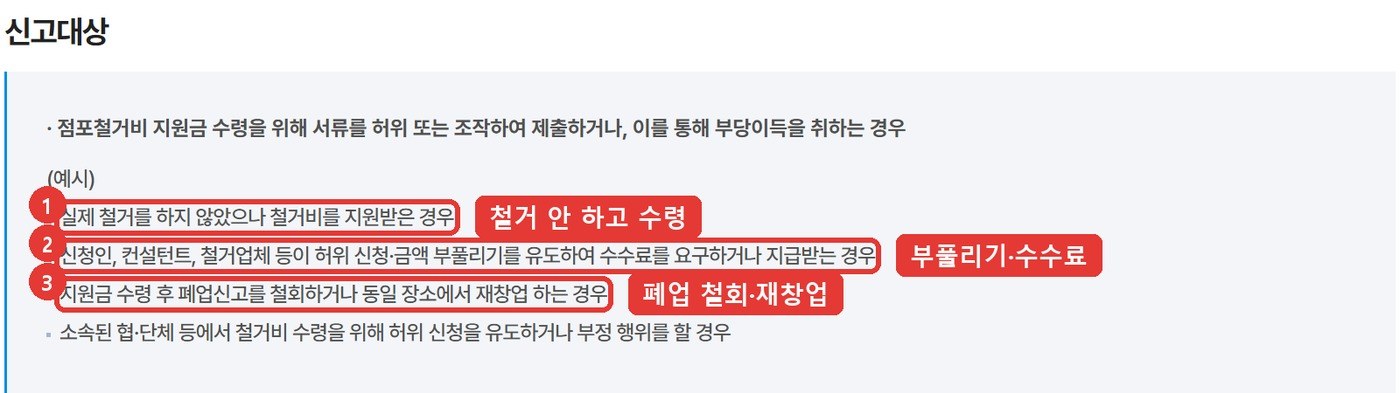 신고대상
· 점포철거비 지원금 수령을 위해 서류를 허위 또는 조작하여 제출하거나, 이를 통해 부당이득을 취하는 경우
(예시)
1 실제 철거를 하지 않았으나 철거비를 지원받은 경우 철거 안 하고 수령
2 신청인, 컨설턴트, 철거업체 등이 허위 신청·금액 부풀리기를 유도하여 수수료를 요구하거나 지급받는 경우 부풀리기·수수료
3 지원금 수령 후 폐업신고를 철회하거나 동일 장소에서 재창업 하는 경우 폐업 철회·재창업
소속된 협·단체 등에서 철거비 수령을 위해 허위 신청을 유도하거나 부정 행위를 할 경우